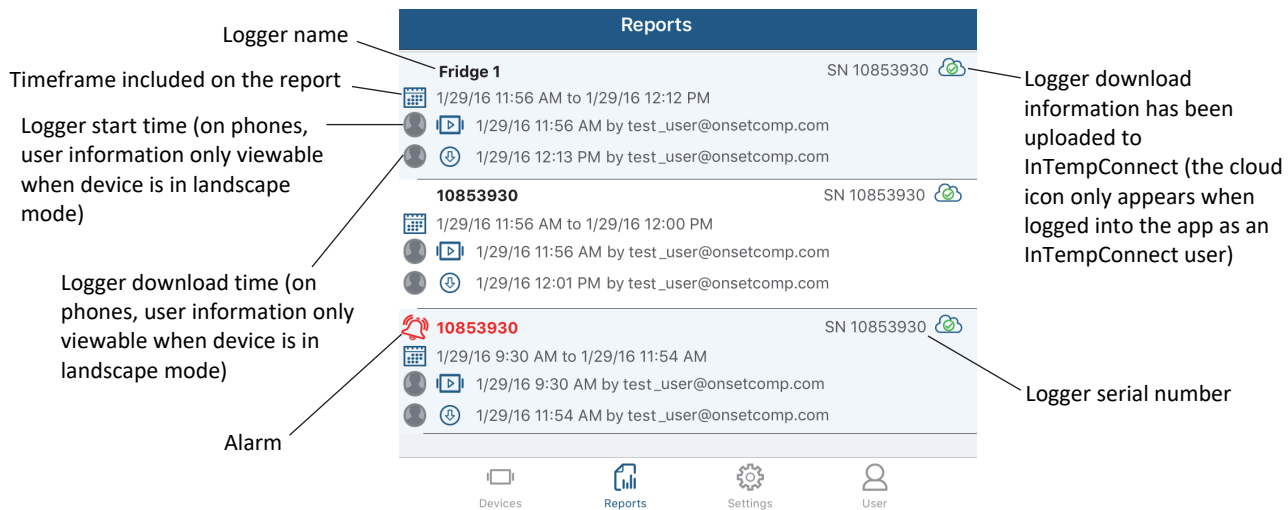 Reports
Logger name
Fridge 1
SN 10853930
Timeframe included on the report
1/29/16 11:56 AM to 1/29/16 12:12 PM
Logger start time (on phones,
user information only viewable
when device is in landscape
mode)
1/29/16 11:56 AM by test_user@onsetcomp.com
1/29/16 12:13 PM by test_user@onsetcomp.com
Logger download
information has been
uploaded to
InTempConnect (the cloud
icon only appears when
logged into the app as an
InTempConnect user)
10853930
SN 10853930
1/29/16 11:56 AM to 1/29/16 12:00 PM
1/29/16 11:56 AM by test_user@onsetcomp.com
1/29/16 12:01 PM by test_user@onsetcomp.com
Logger download time (on
phones, user information only
viewable when device is in
landscape mode)
10853930
SN 10853930
1/29/16 9:30 AM to 1/29/16 11:54 AM
1/29/16 9:30 AM by test_user@onsetcomp.com
1/29/16 11:54 AM by test_user@onsetcomp.com
Logger serial number
Alarm
Devices
Reports
Settings
User